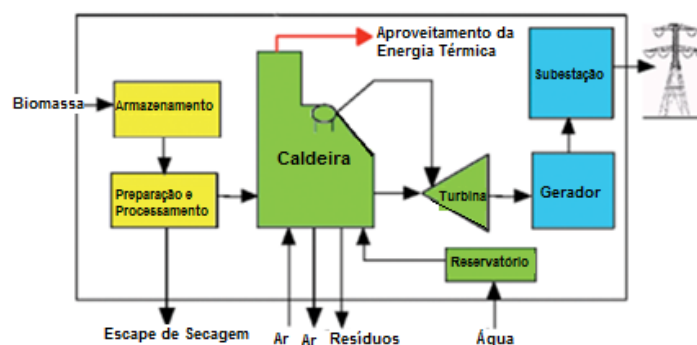 Aproveitamento da
Energia Térmica
Subestação
Biomassa
Armazenamento
Caldeira
Preparação e
Processamento
Turbina
Gerador
Reservatório
Escape de Secagem
Ar
Ar
Resíduos
Água